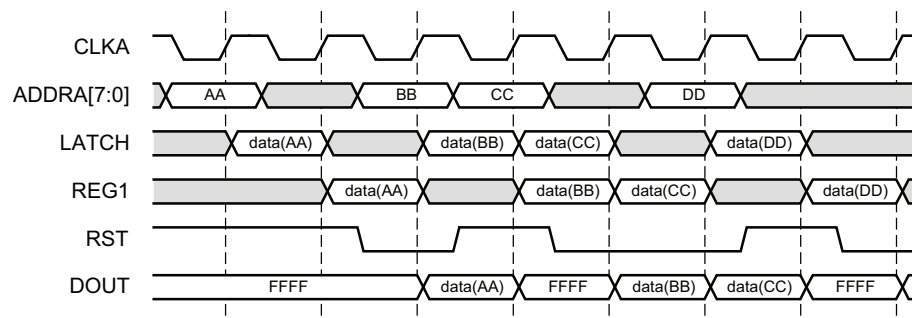 CLKA
ADDRA[7:0] AA BB CC DD
LATCH data(AA) data(BB) data(CC) data(DD)
REG1 data(AA) data(BB) data(CC) data(DD)
RST
DOUT FFFF data(AA) FFFF data(BB) data(CC) FFFF